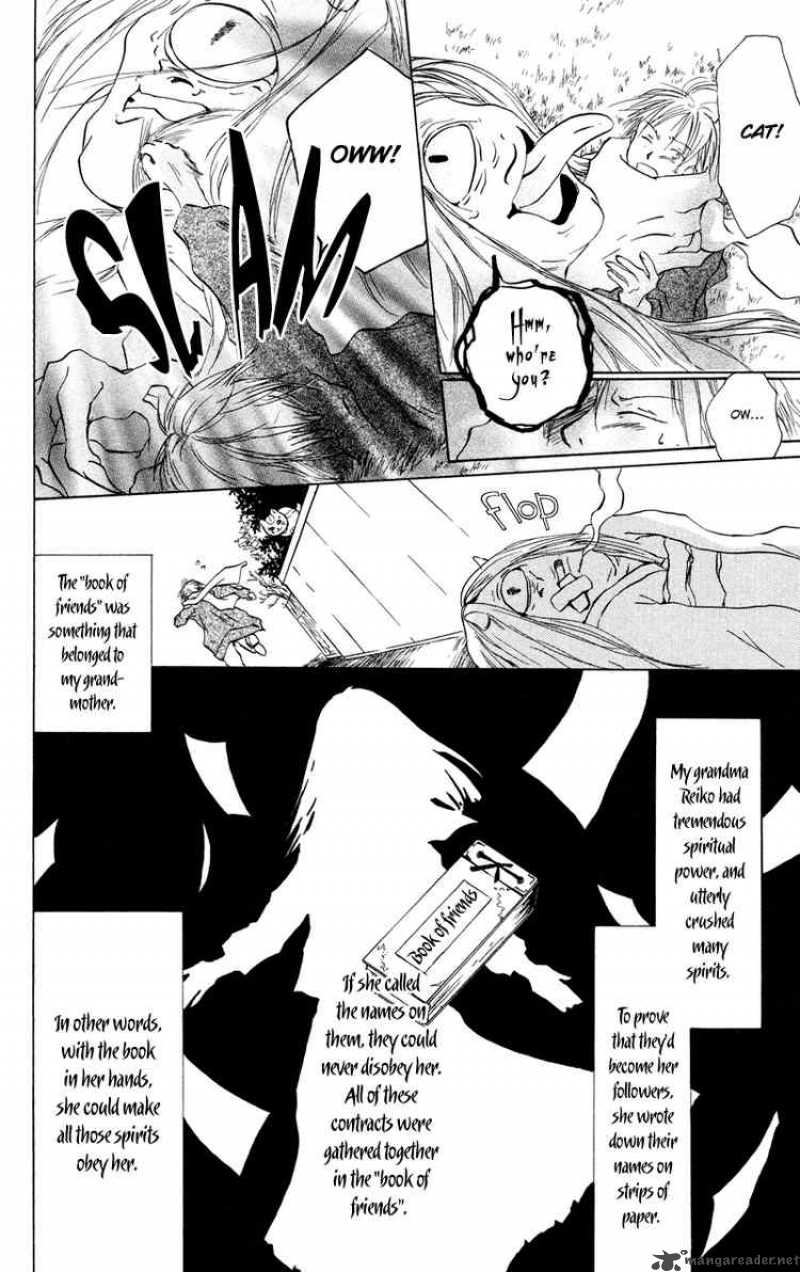 CAT!
HMM,
WHO'RE
YOU?
OW...
OWW!
SLAM
flop
The "book of
friends" was
something that
belonged to
my grand-
mother.
My grandma
Reiko had
tremendous
spiritual
power, and
utterly
crushed
many
spirits.
To prove
that they'd
become her
followers,
she wrote
down their
names on
strips of
paper.
Book of friends
If she called
the names on
them, they could
never disobey her.
All of these
contracts were
gathered together
in the "book of
friends".
In other words,
with the book
in her hands,
she could make
all those spirits
obey her.
mangareader.net